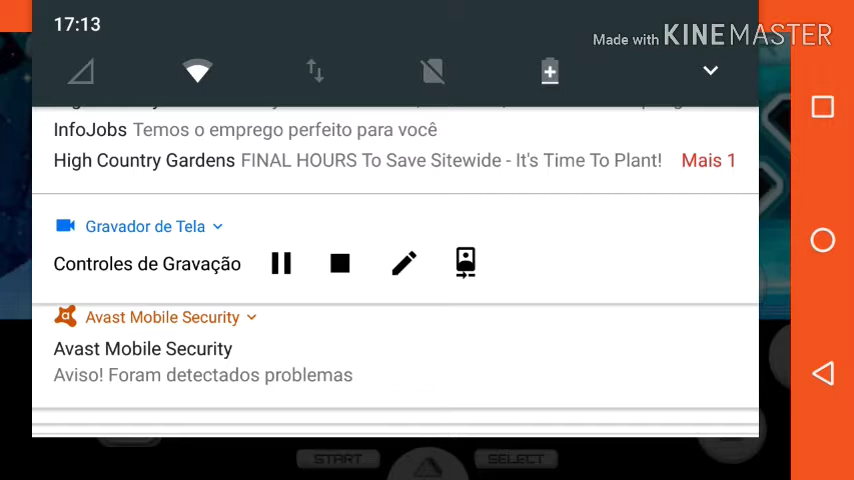 17:13
Made with KINEMASTER
InfoJobs Temos o emprego perfeito para você
High Country Gardens FINAL HOURS To Save Sitewide - It's Time To Plant! Mais 1
Gravador de Tela
Controles de Gravação
Avast Mobile Security
Avast Mobile Security
Aviso! Foram detectados problemas
START SELECT